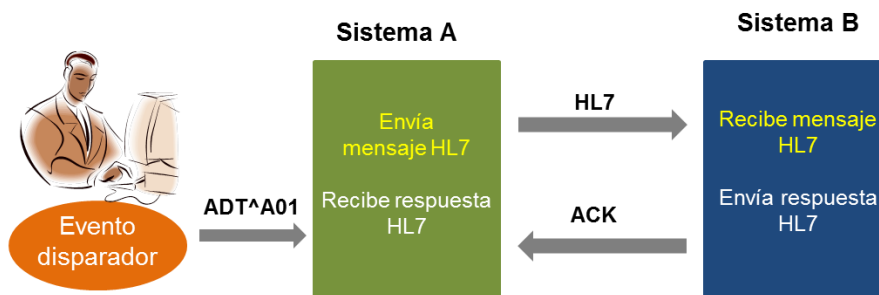 Sistema A
Sistema B
Envía
mensaje HL7
Recibe respuesta
HL7
HL7
Recibe mensaje
HL7
Envía respuesta
HL7
ADT^A01
ACK
Evento
disparador